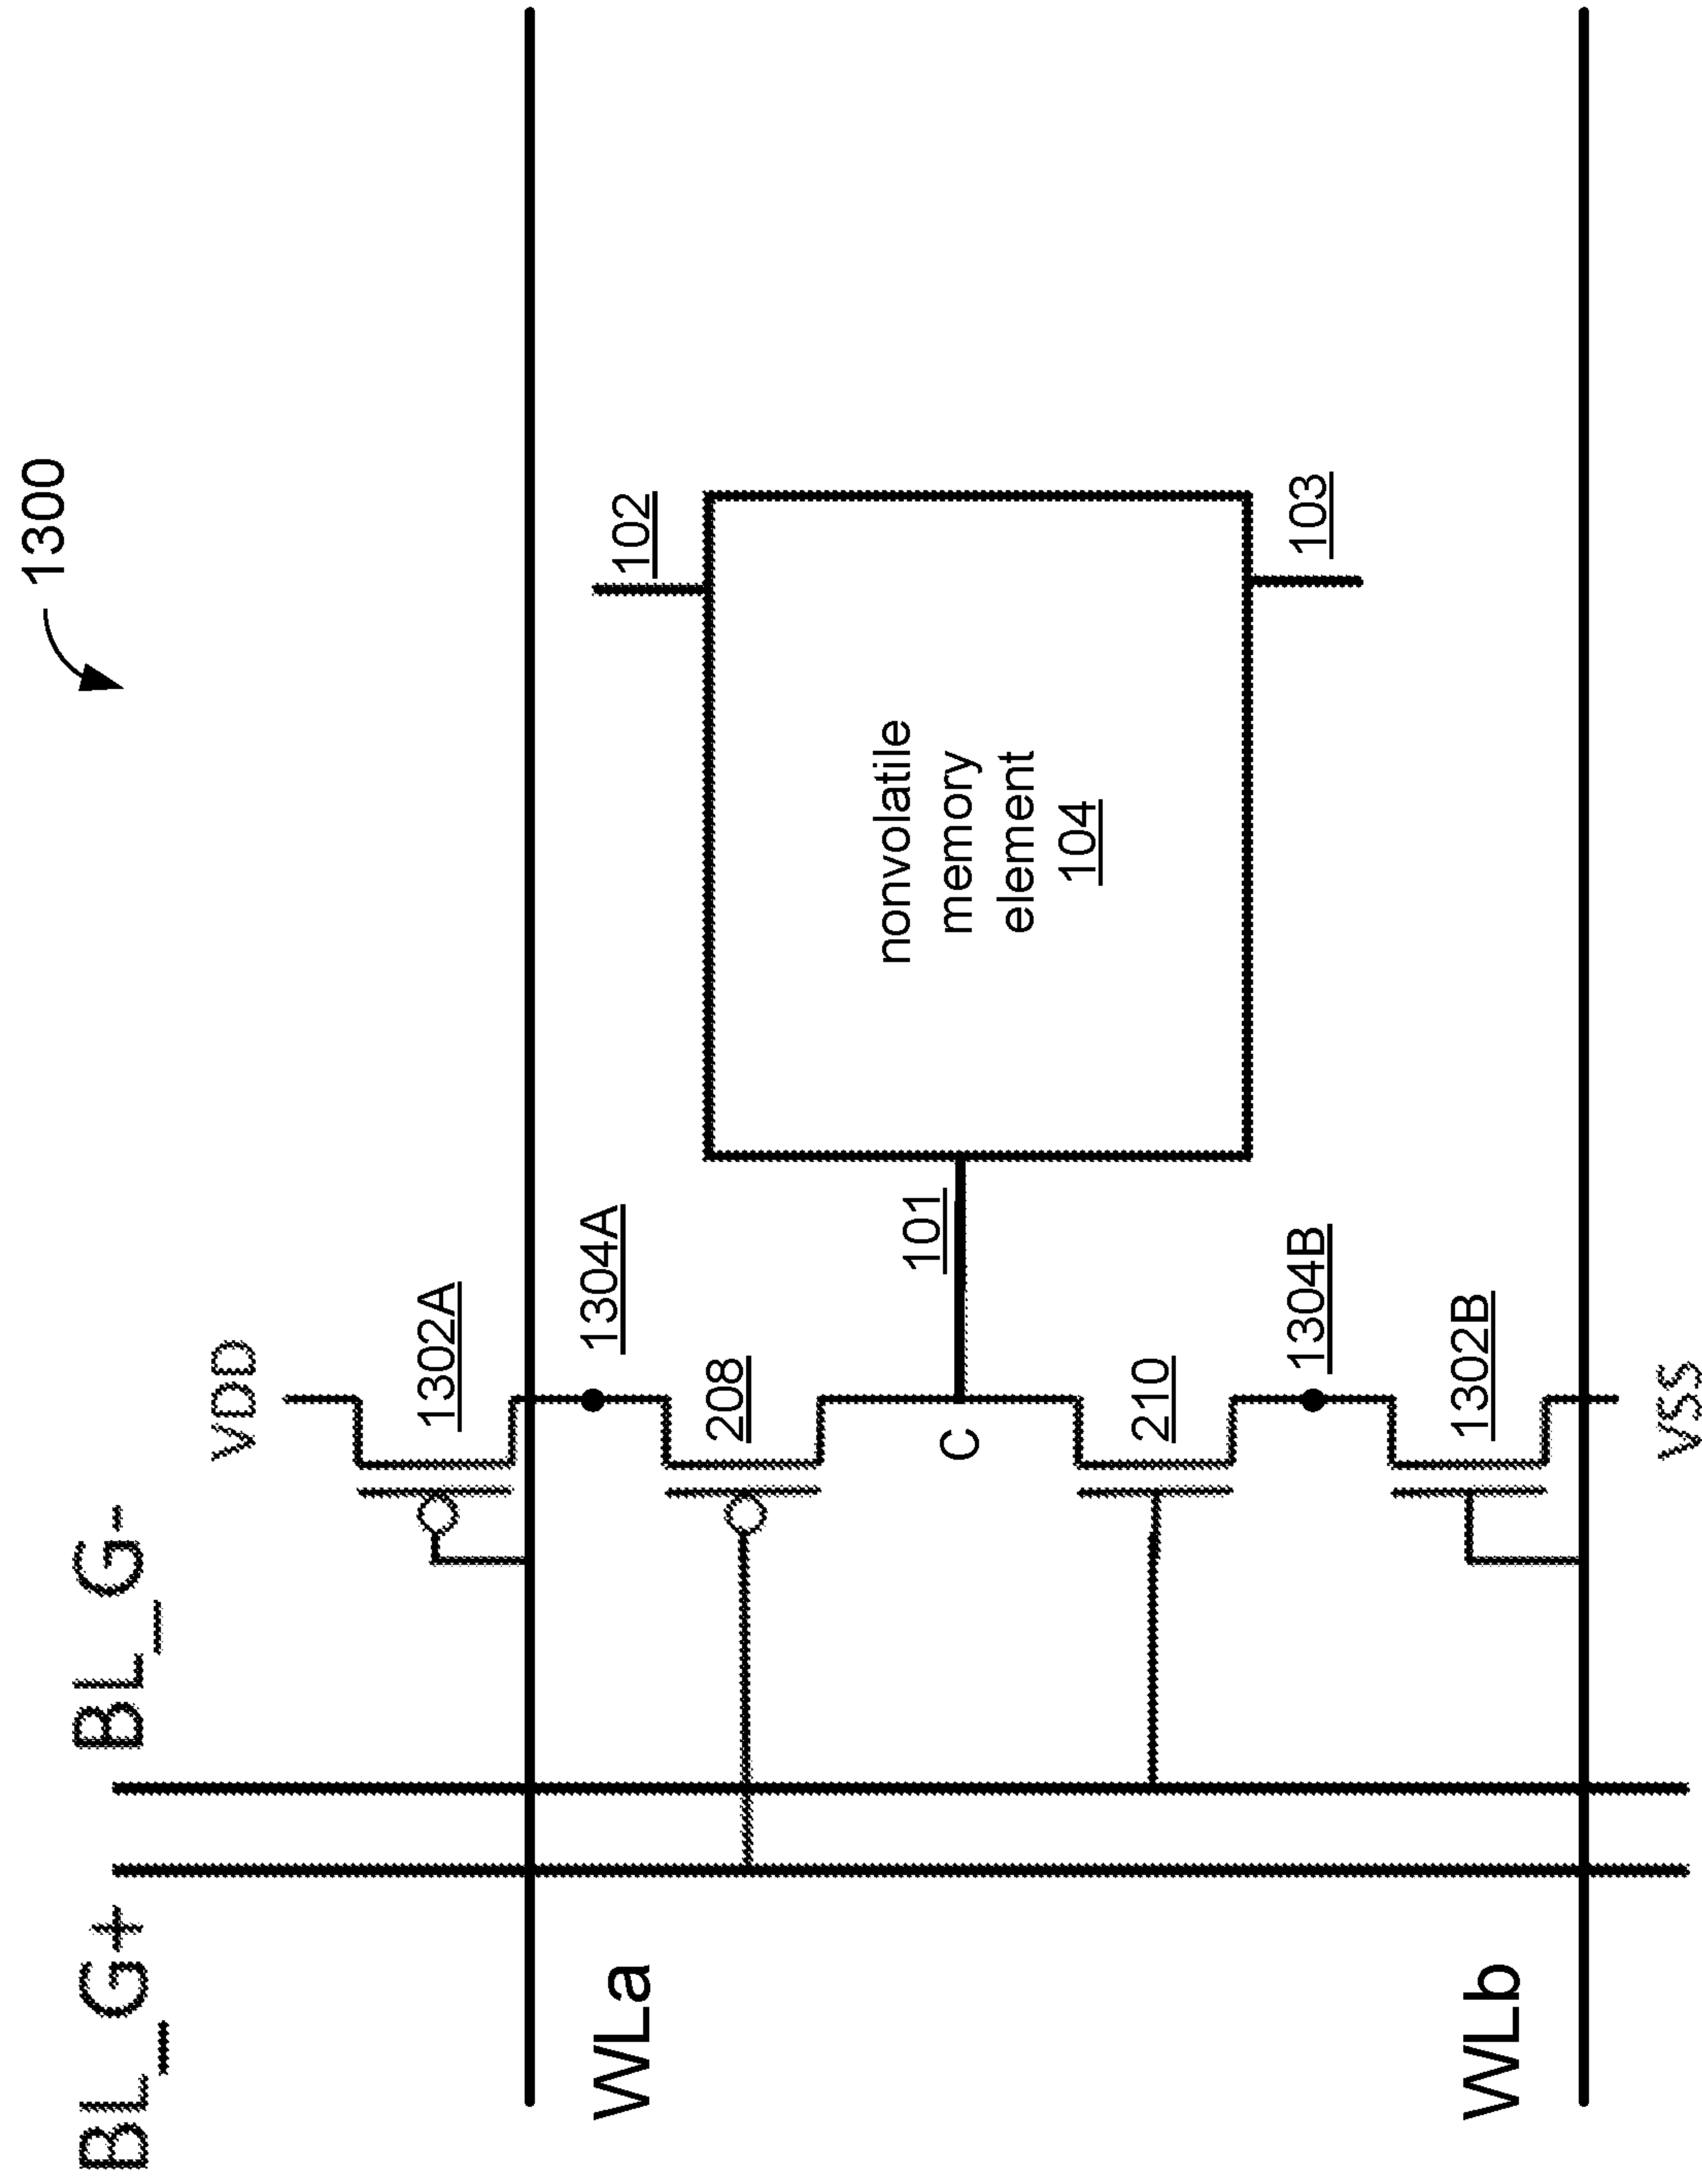 1300
BL_G+
BL_G-
VDD
1302A
WLa
1304A
102
208
101
C
nonvolatile
memory
element
104
210
1304B
103
1302B
WLb
VSS